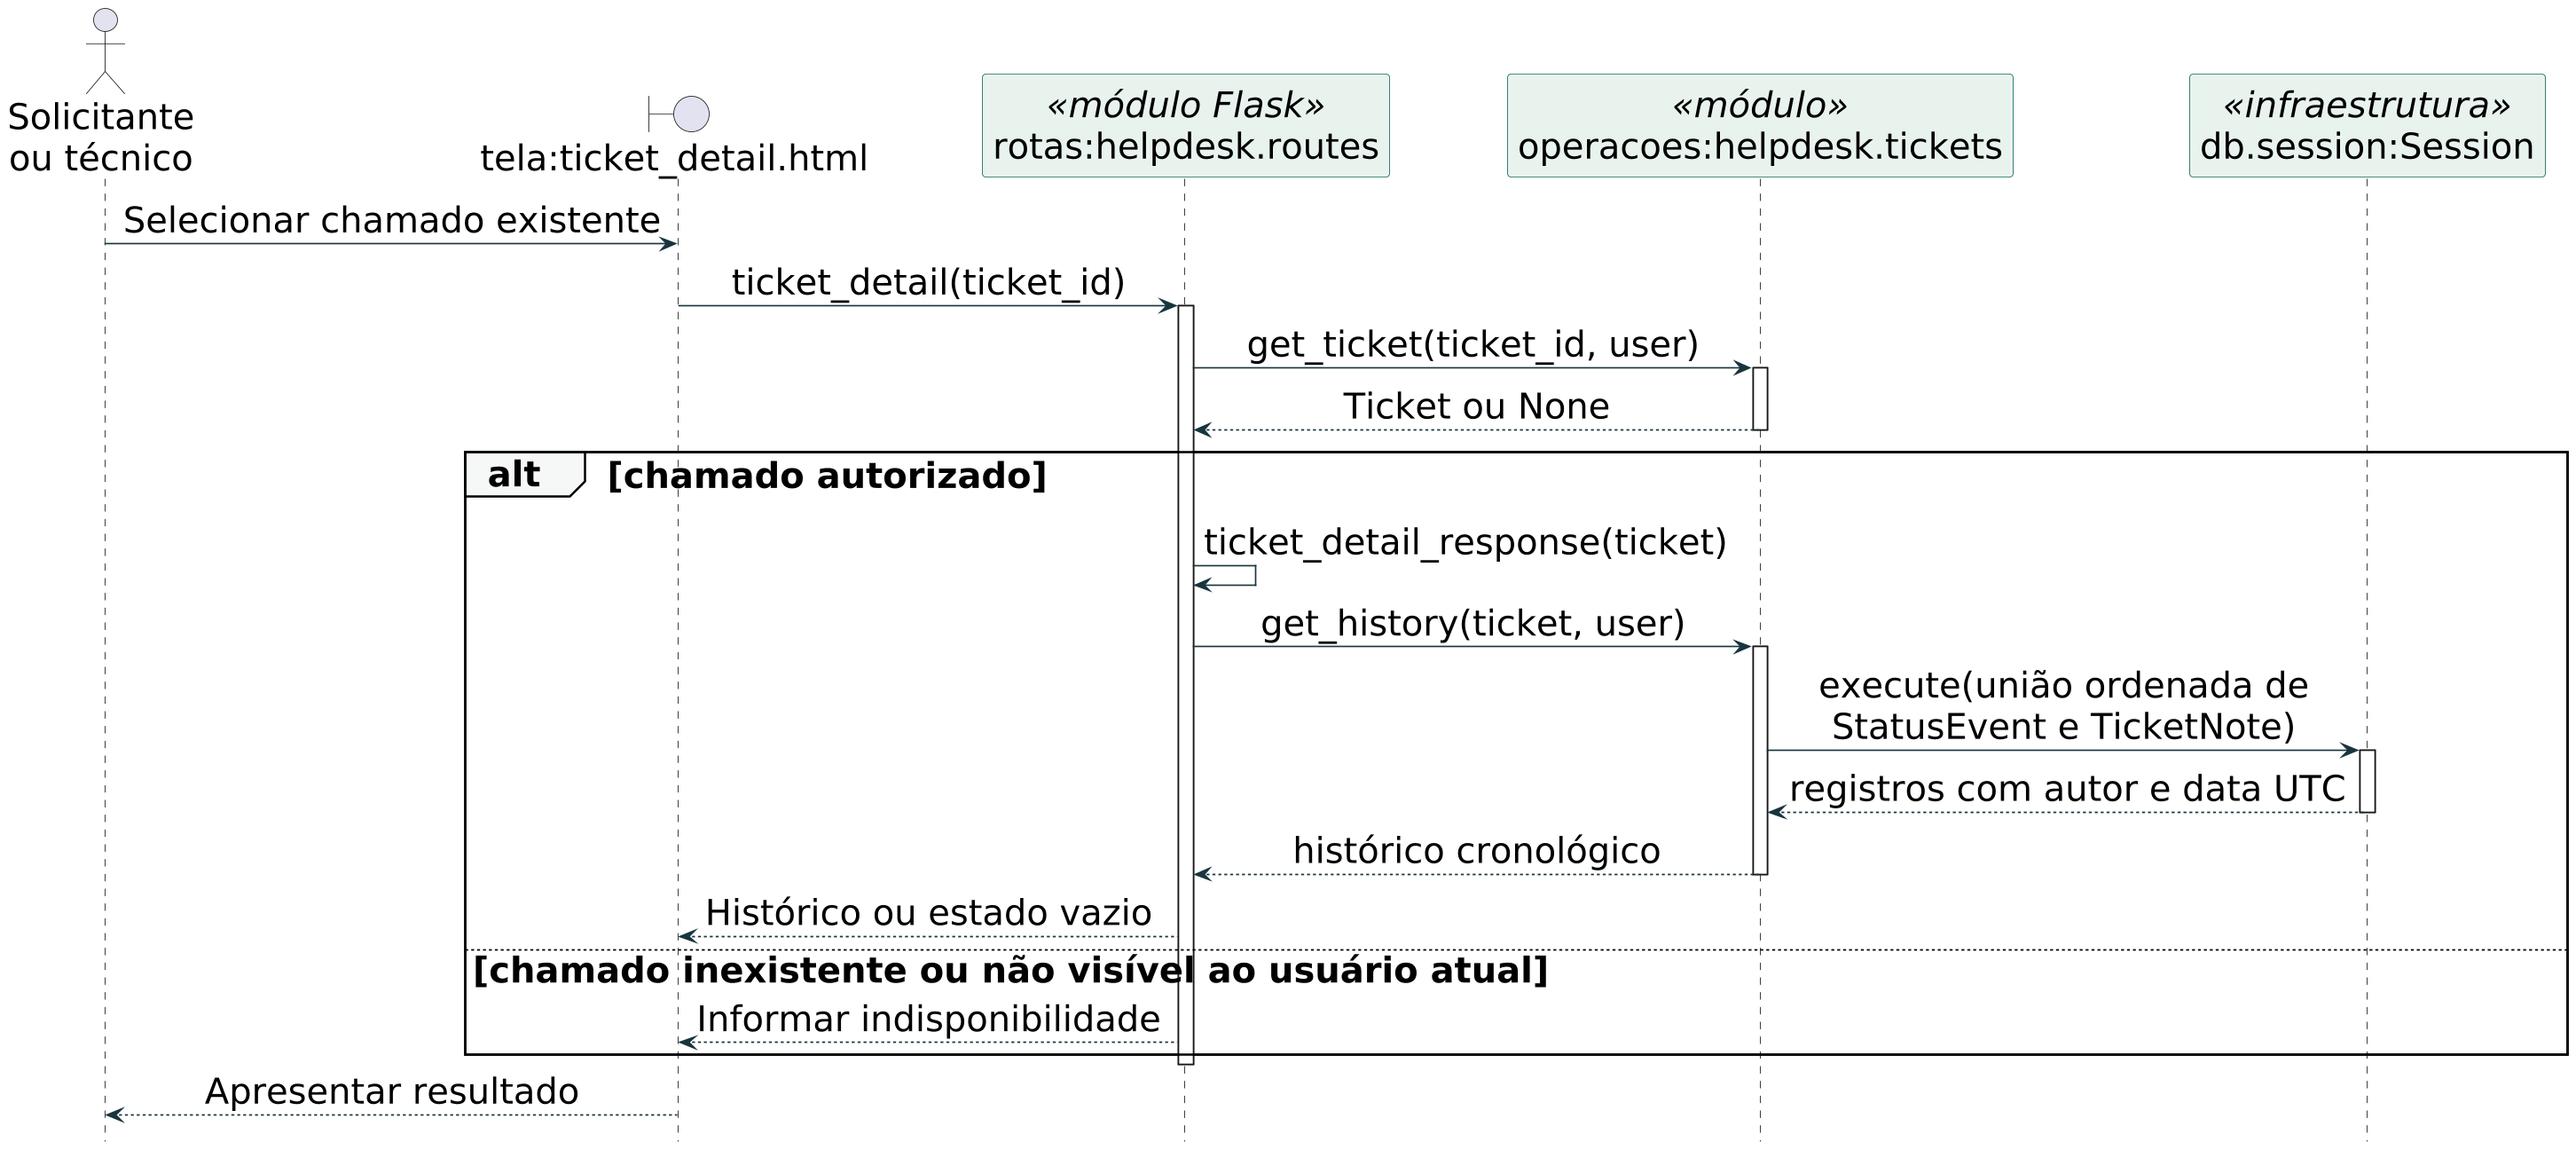 Solicitante
ou técnico
tela:ticket_detail.html
«módulo Flask»
rotas:helpdesk.routes
«módulo»
operacoes:helpdesk.tickets
«infraestrutura»
db.session:Session
Selecionar chamado existente
ticket_detail(ticket_id)
get_ticket(ticket_id, user)
Ticket ou None
alt [chamado autorizado]
ticket_detail_response(ticket)
get_history(ticket, user)
execute(união ordenada de
StatusEvent e TicketNote)
registros com autor e data UTC
histórico cronológico
Histórico ou estado vazio
[chamado inexistente ou não visível ao usuário atual]
Informar indisponibilidade
Apresentar resultado